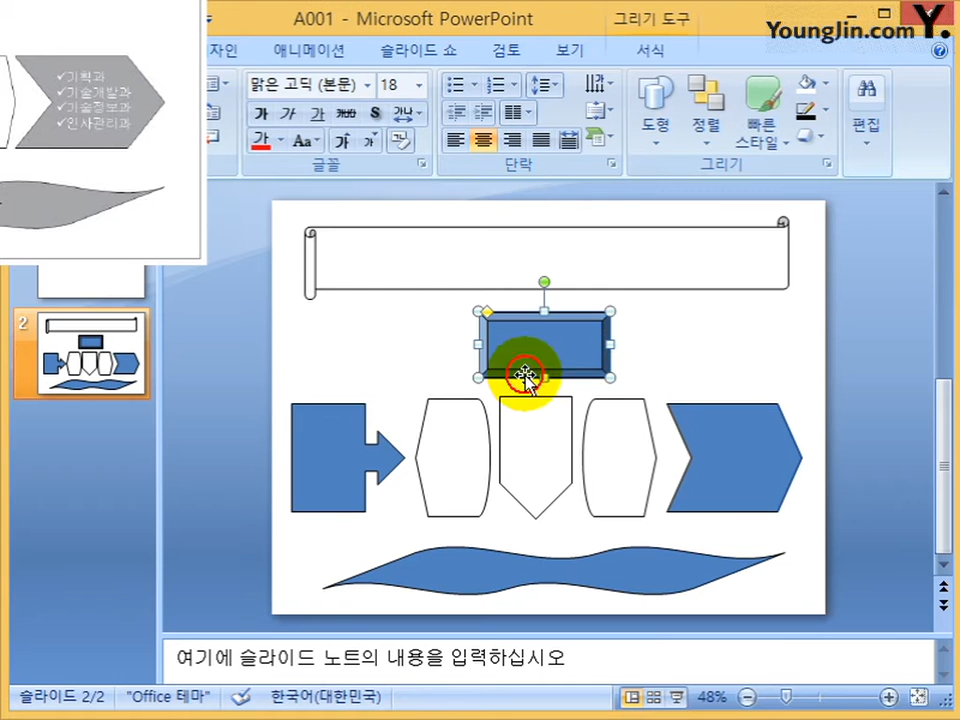 A001 - Microsoft PowerPoint
그리기 도구
YoungJin.com Y.
자인 애니메이션 슬라이드 쇼 검토 보기 서식
✓기획과
✓기술개발과
✓기술정보과
✓인사관리과
맑은 고딕 (본문) 18
가 가 가 가 S 가나
가 Aa 가 가
글꼴
단락
도형
정렬
빠른
스타일
그리기
편집
2
여기에 슬라이드 노트의 내용을 입력하십시오
슬라이드 2/2 "Office 테마" 한국어(대한민국) 48%